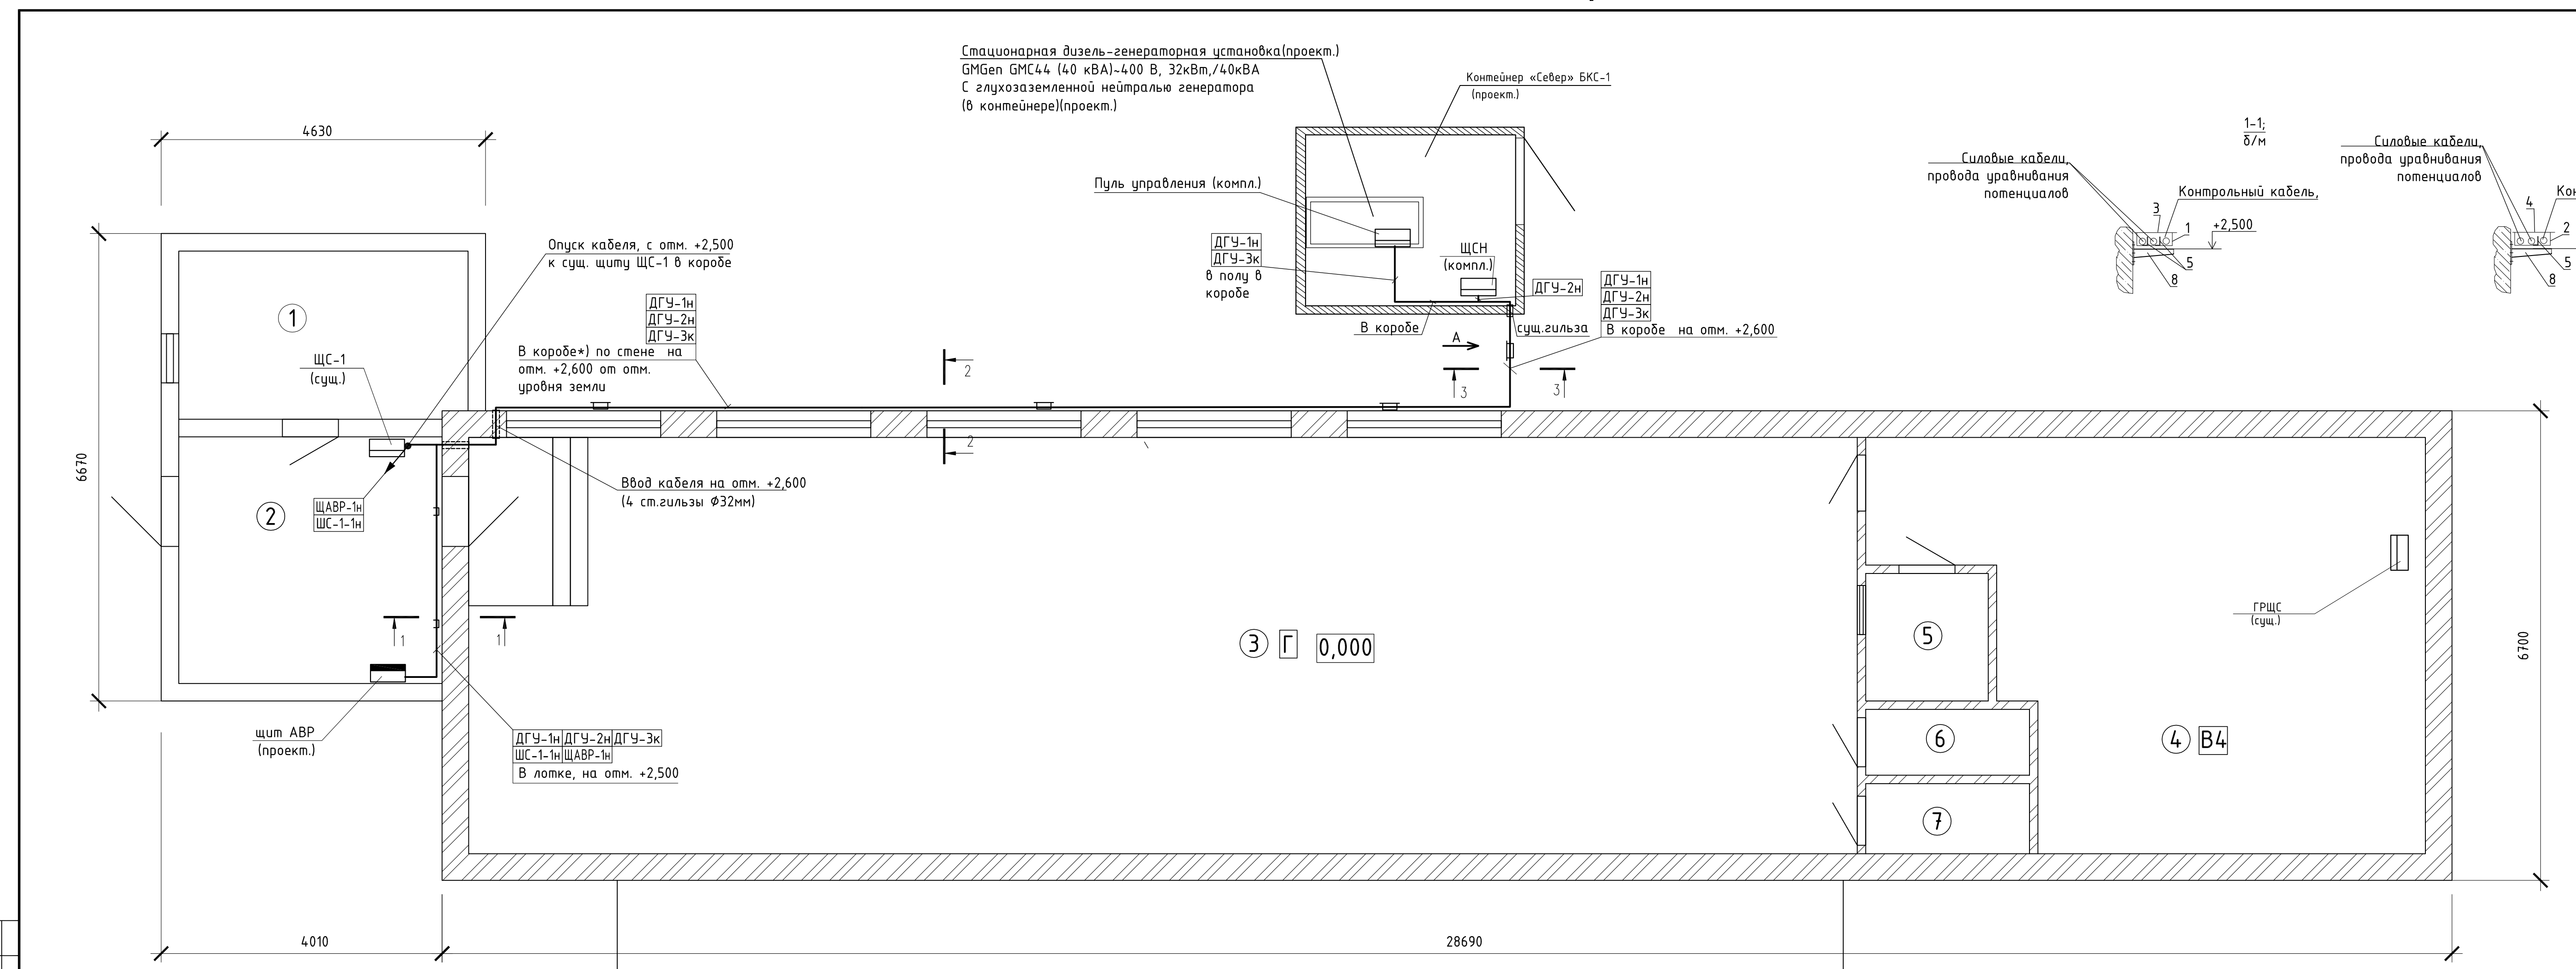 Стационарная дизель-генераторная установка(проект.)
GMGen GMC44 (40 кВА)~400 В, 32кВт,/40кВА
С глухозаземленной нейтралью генератора
(в контейнере)(проект.)
Контейнер «Север» БКС-1
(проект.)
Пуль управления (компл.)
ДГУ-1н
ДГУ-3к
в полу в
коробе
ЩСН
(компл.)
ДГУ-2н
В коробе
сущ.гильза
ДГУ-1н
ДГУ-2н
ДГУ-3к
В коробе на отм. +2,600
А
3
3
1-1;
б/м
Силовые кабели,
провода уравнивания
потенциалов
Контрольный кабель,
3
1
+2,500
5
8
Силовые кабели,
провода уравнивания
потенциалов
4
2
5
8
4630
6670
Опуск кабеля, с отм. +2,500
к сущ. щиту ЩС-1 в коробе
ДГУ-1н
ДГУ-2н
ДГУ-3к
В коробе*) по стене на
отм. +2,600 от отм.
уровня земли
2
2
1
ЩС-1
(сущ.)
2
ЩАВР-1н
ШС-1-1н
Ввод кабеля на отм. +2,600
(4 ст.гильзы Ф32мм)
1
1
щит АВР
(проект.)
ДГУ-1н ДГУ-2н ДГУ-3к
ШС-1-1н ЩАВР-1н
В лотке, на отм. +2,500
3 Г 0,000
5
6
7
4 В4
ГРЩС
(сущ.)
6700
4010
28690